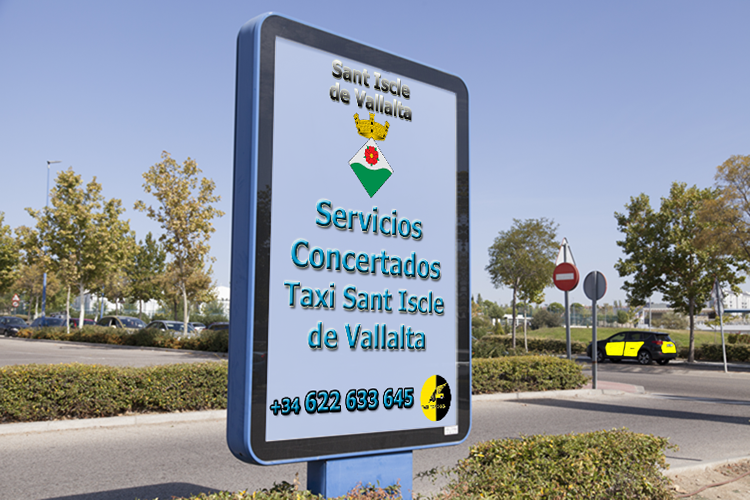 Sant Iscle
de Vallalta
Servicios
Concertados
Taxi Sant Iscle
de Vallalta
+34 622 633 645